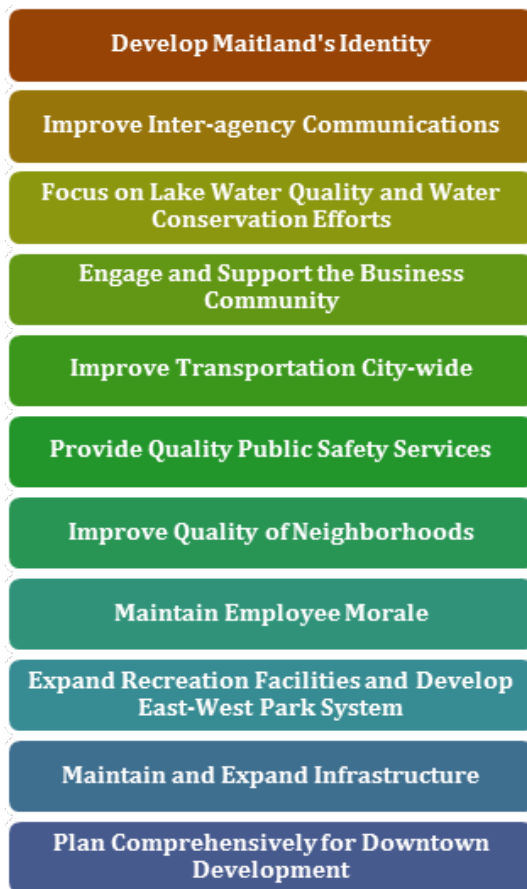 Develop Maitland's Identity
Improve Inter-agency Communications
Focus on Lake Water Quality and Water
Conservation Efforts
Engage and Support the Business
Community
Improve Transportation City-wide
Provide Quality Public Safety Services
Improve Quality of Neighborhoods
Maintain Employee Morale
Expand Recreation Facilities and Develop
East-West Park System
Maintain and Expand Infrastructure
Plan Comprehensively for Downtown
Development